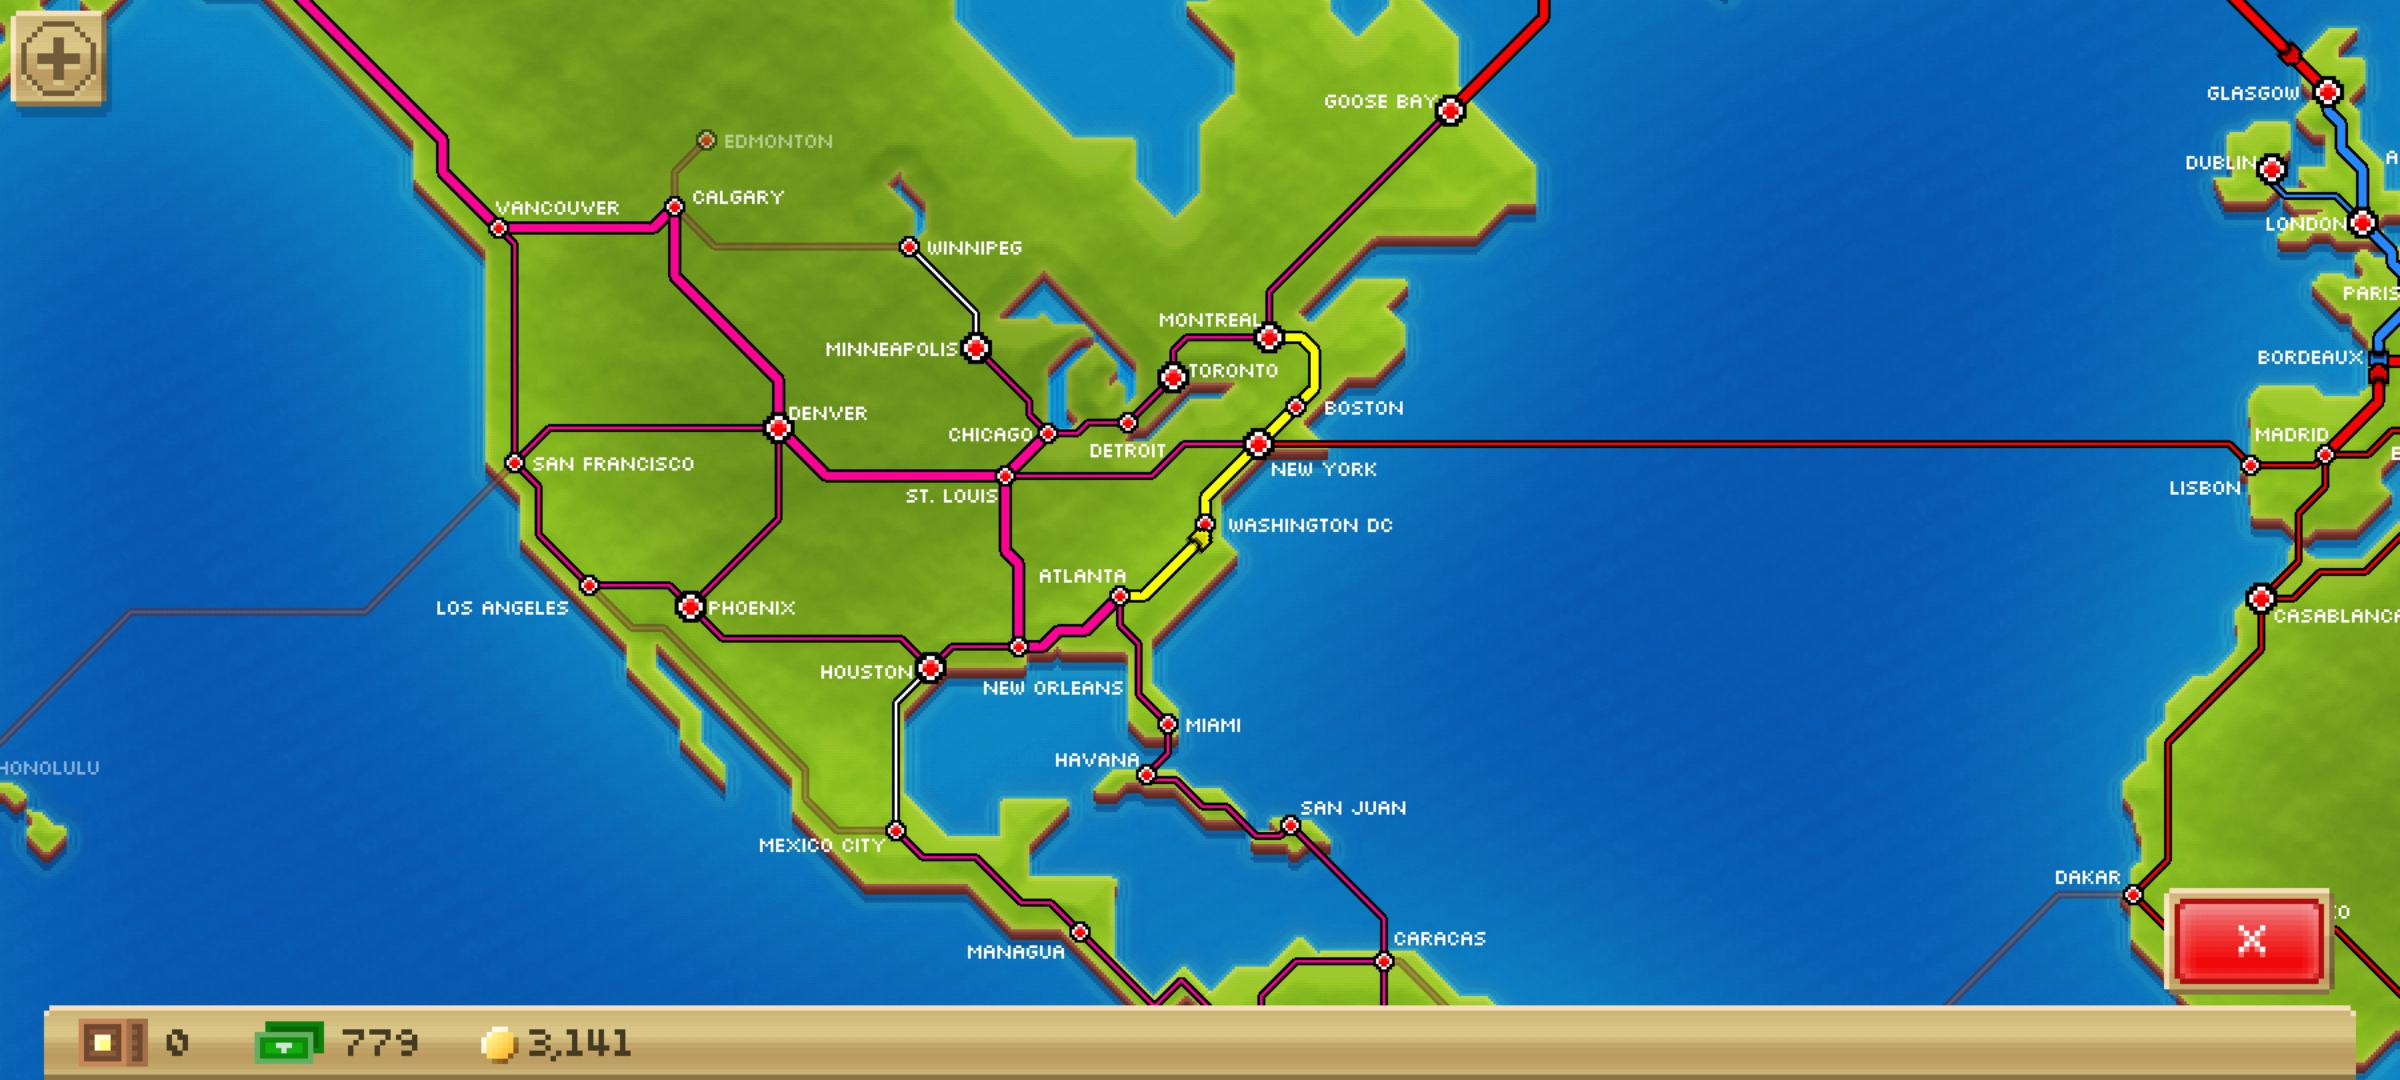 GOOSE BAY
GLASGOW
EDMONTON
DUBLIN
CALGARY
VANCOUVER
LONDON
WINNIPEG
PARIS
MONTREAL
MINNEAPOLIS
BORDEAUX
TORONTO
BOSTON
DENVER
CHICAGO
MADRID
DETROIT
SAN FRANCISCO
NEW YORK
LISBON
ST. LOUIS
WASHINGTON DC
ATLANTA
LOS ANGELES
PHOENIX
CASABLANCA
HOUSTON
NEW ORLEANS
MIAMI
HAVANA
HONOLULU
SAN JUAN
MEXICO CITY
DAKAR
CARACAS
MANAGUA
X
0
779
3,141